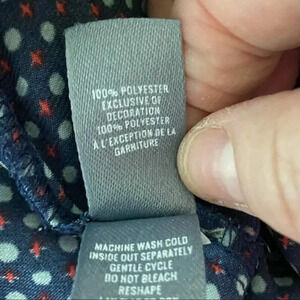 100% POLYESTER
EXCLUSIVE OF
DECORATION
100% POLYESTER
À L'EXCEPTION DE LA
GARNITURE
MACHINE WASH COLD
INSIDE OUT SEPARATELY
GENTLE CYCLE
DO NOT BLEACH
RESHAPE